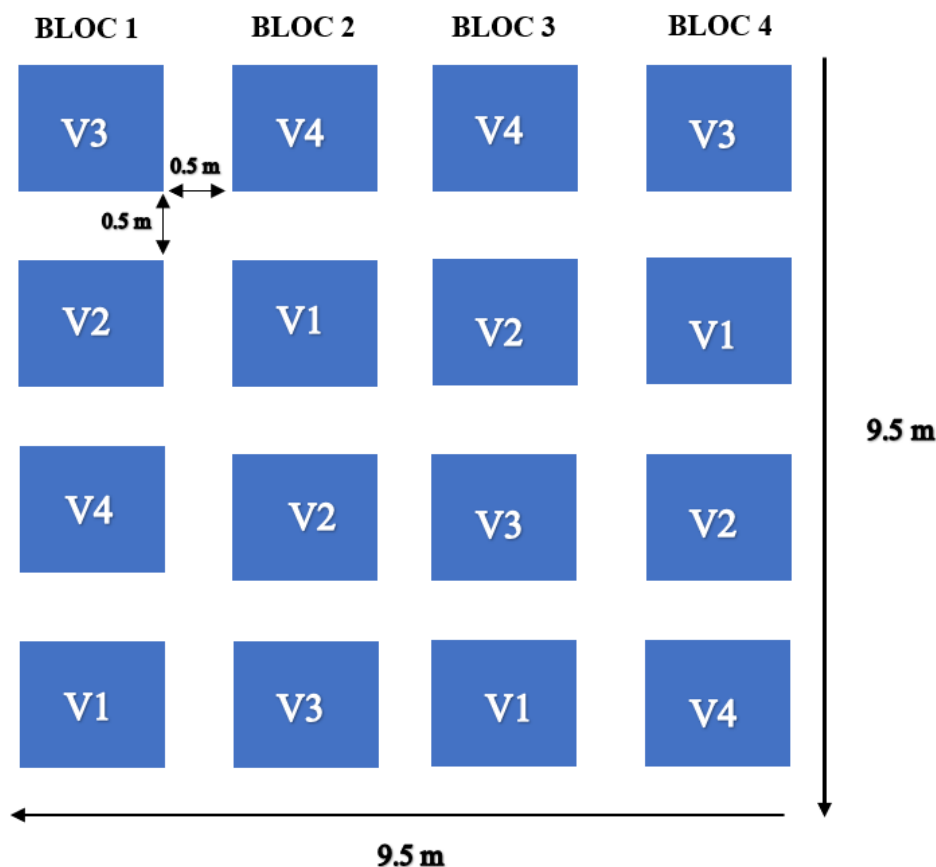 BLOC 1 BLOC 2 BLOC 3 BLOC 4
V3 V4 V4 V3
0.5 m
0.5 m
V2 V1 V2 V1
9.5 m
V4 V2 V3 V2
V1 V3 V1 V4
9.5 m